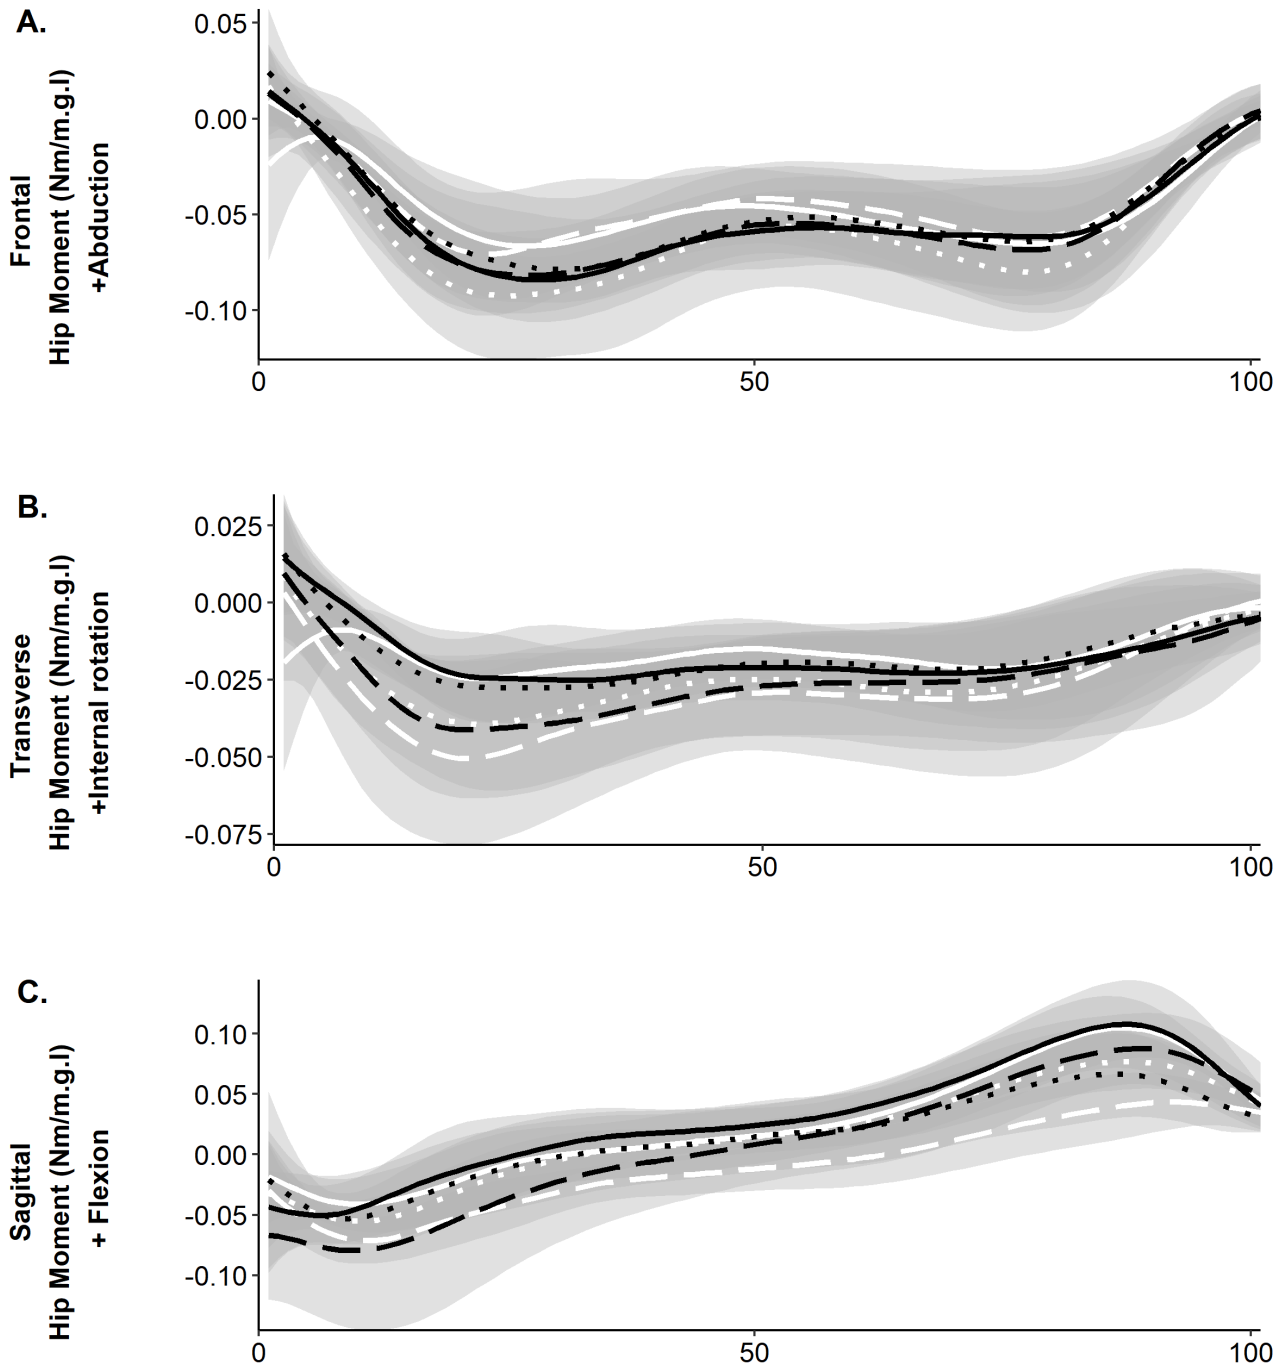 A.
Frontal
Hip Moment (Nm/m.g.l)
+Abduction
0.05
0.00
-0.05
-0.10
0 50 100
B.
Transverse
Hip Moment (Nm/m.g.l)
+Internal rotation
0.025
0.000
-0.025
-0.050
-0.075
0 50 100
C.
Sagittal
Hip Moment (Nm/m.g.l)
+ Flexion
0.10
0.05
0.00
-0.05
-0.10
0 50 100